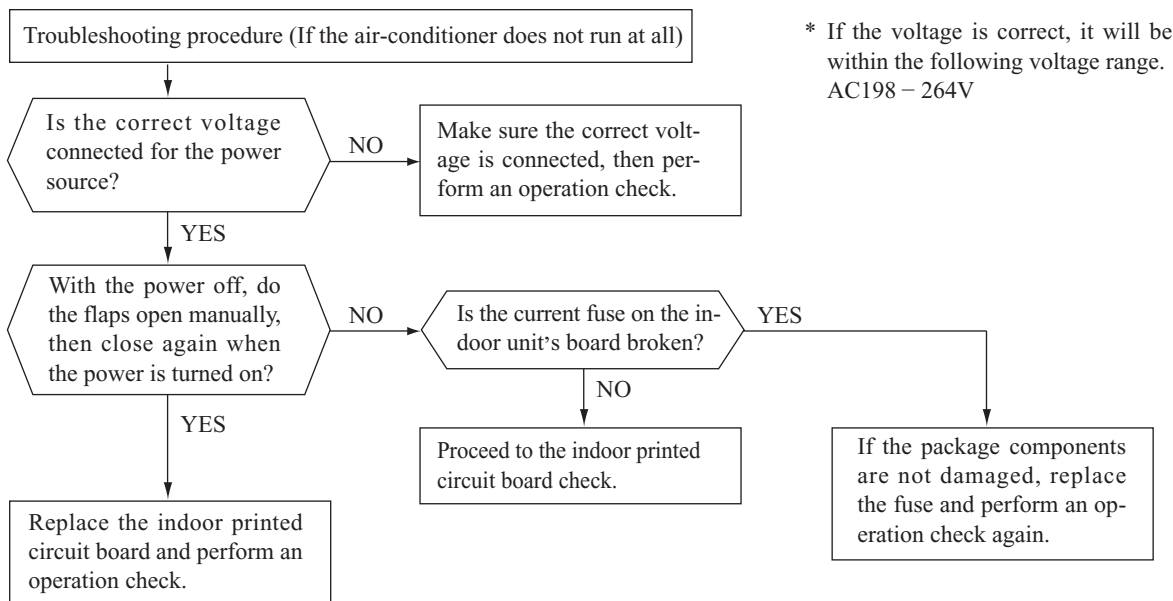 Troubleshooting procedure (If the air-conditioner does not run at all)
* If the voltage is correct, it will be
within the following voltage range.
AC198 − 264V
Is the correct voltage
connected for the power
source?
NO
Make sure the correct volt-
age is connected, then per-
form an operation check.
YES
With the power off, do
the flaps open manually,
then close again when
the power is turned on?
NO
Is the current fuse on the in-
door unit's board broken?
YES
NO
YES
Proceed to the indoor printed
circuit board check.
If the package components
are not damaged, replace
the fuse and perform an op-
eration check again.
Replace the indoor printed
circuit board and perform an
operation check.